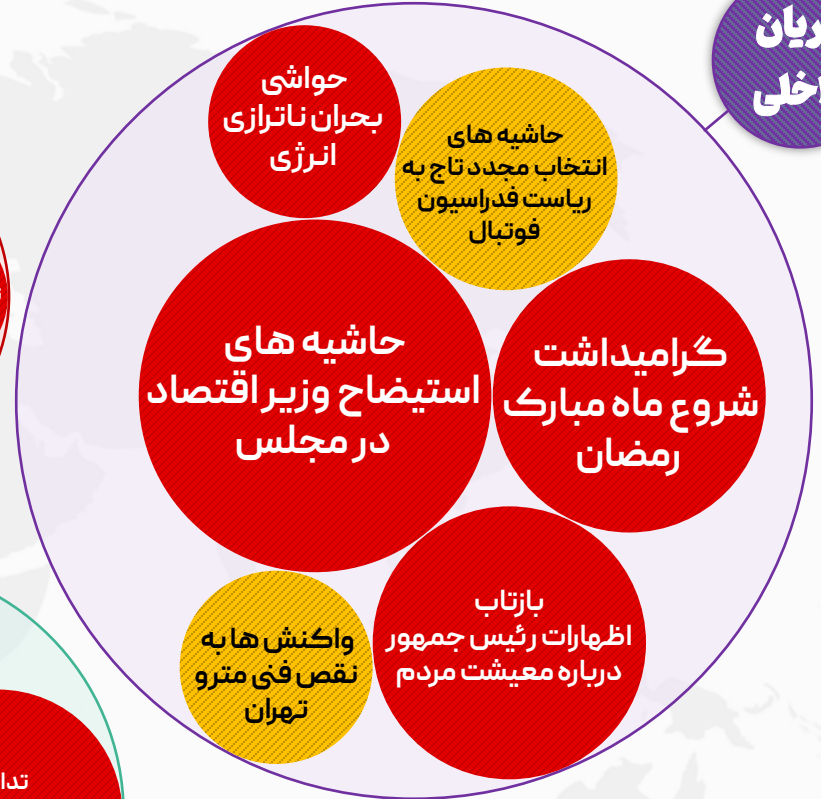 حواشی
بحران ناترازی
انرژی
حاشیه های
انتخاب مجدد تاج به
ریاست فدراسیون
فوتبال
حاشیه های
استیضاح وزیر اقتصاد
در مجلس
گرامیداشت
شروع ماه مبارک
رمضان
بازتاب
اظهارات رئیس جمهور
درباره معیشت مردم
واکنش ها به
نقص فنی مترو
تهران